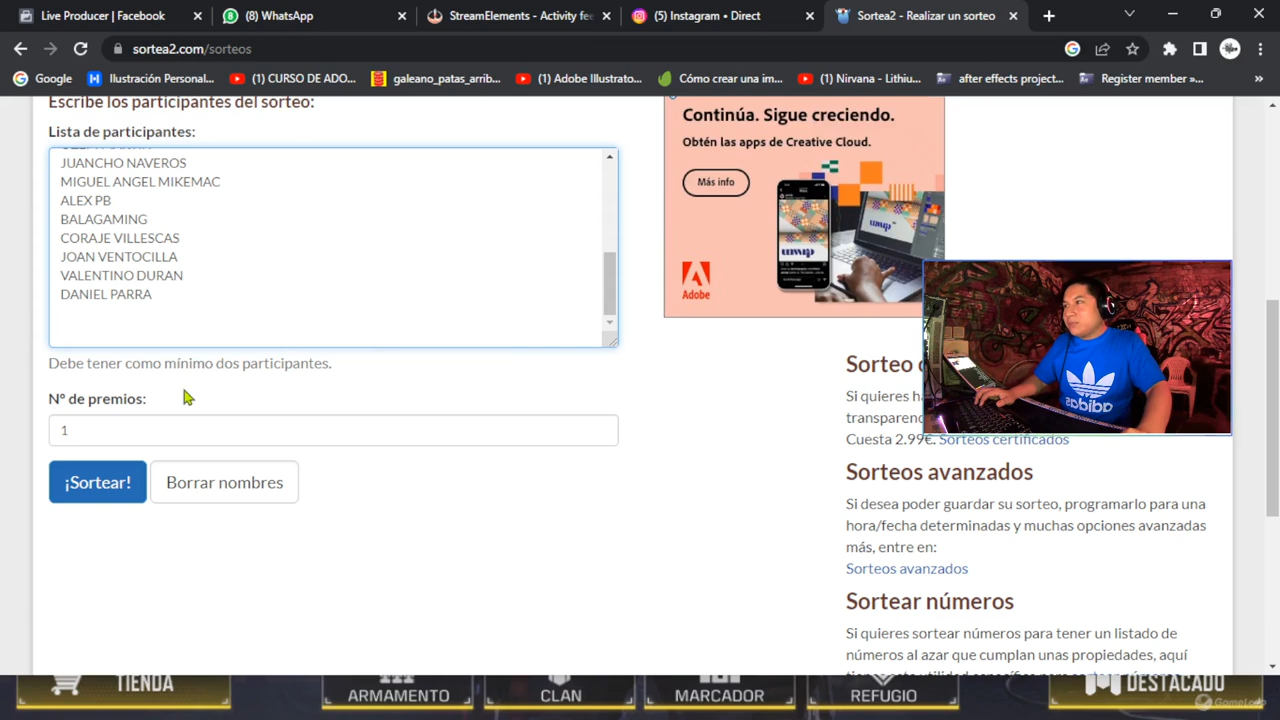 Live Producer | Facebook
(8) WhatsApp
StreamElements - Activity fee
(5) Instagram • Direct
Sortea2 - Realizar un sorteo
sortea2.com/sorteos
Google
Ilustración Personal...
(1) CURSO DE ADO...
galeano_patas_arrib...
(1) Adobe Illustrato...
Cómo crear una im...
(1) Nirvana - Lithiu...
after effects project...
Register member »...
Escribe los participantes del sorteo:
Lista de participantes:
JUANCHO NAVEROS
MIGUEL ANGEL MIKEMAC
ALEX PB
BALAGAMING
CORAJE VILLESCAS
JOAN VENTOCILLA
VALENTINO DURAN
DANIEL PARRA
Debe tener como mínimo dos participantes.
Nº de premios:
1
¡Sortear!
Borrar nombres
Continúa. Sigue creciendo.
Obtén las apps de Creative Cloud.
Más info
Adobe
adidas
Sorteo
Si quieres
Cuesta 2.99€. Sorteos certificados
Sorteos avanzados
Si desea poder guardar su sorteo, programarlo para una
hora/fecha determinadas y muchas opciones avanzadas
más, entre en:
Sorteos avanzados
Sortear números
Si quieres sortear números para tener un listado de
números al azar que cumplan unas propiedades, aquí
TIENDA
ARMAMENTO
CLAN
MARCADOR
REFUGIO
DESTACADO
GameLoop